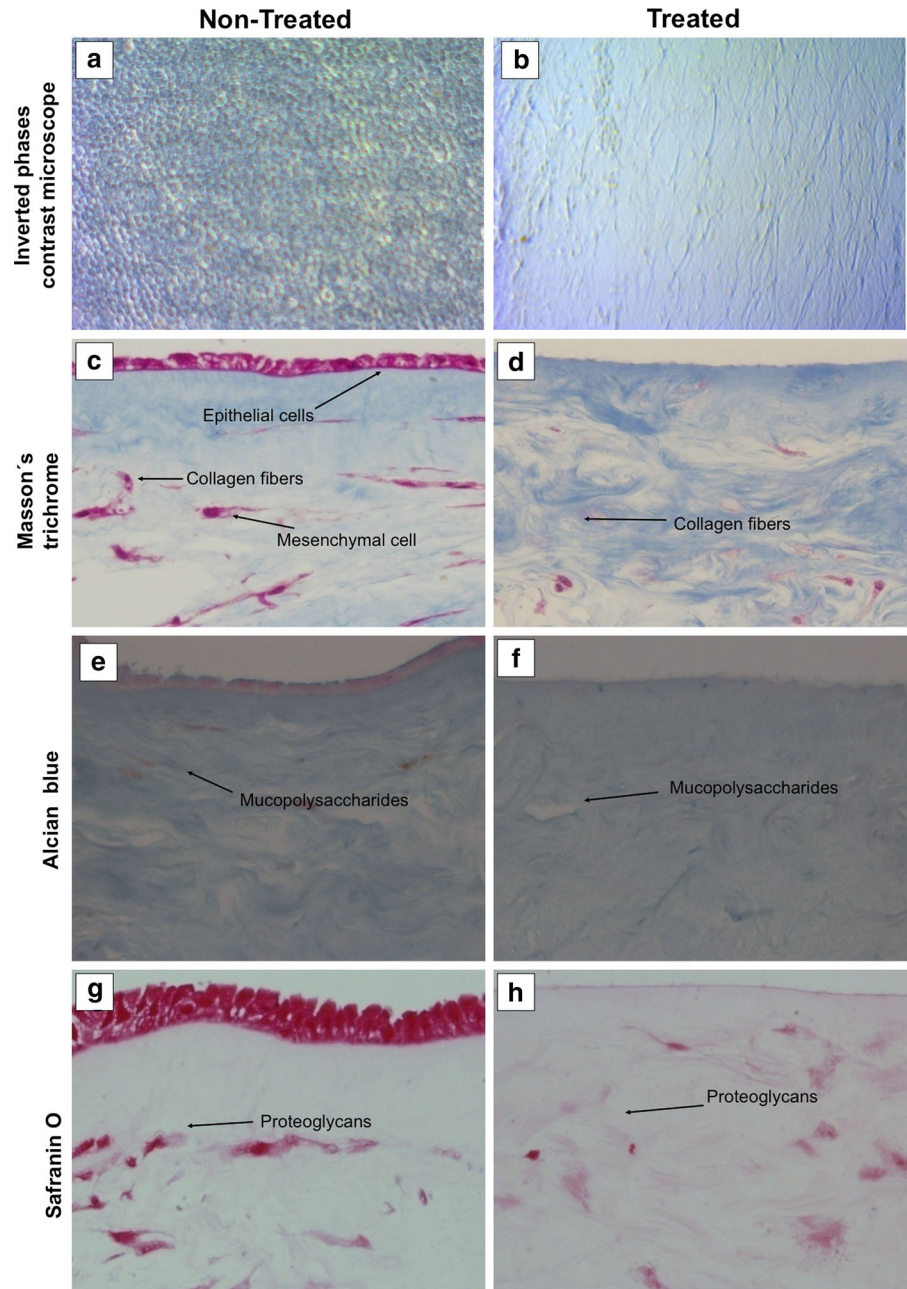 Non-Treated
Treated
Inverted phases
contrast microscope
a
b
Masson´s
trichrome
c
Epithelial cells
Collagen fibers
Mesenchymal cell
d
Collagen fibers
Alcian blue
e
Mucopolysaccharides
f
Mucopolysaccharides
Safranin O
g
Proteoglycans
h
Proteoglycans